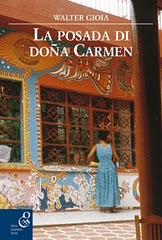 WALTER GIOIA
LA POSADA DI
DOÑA CARMEN